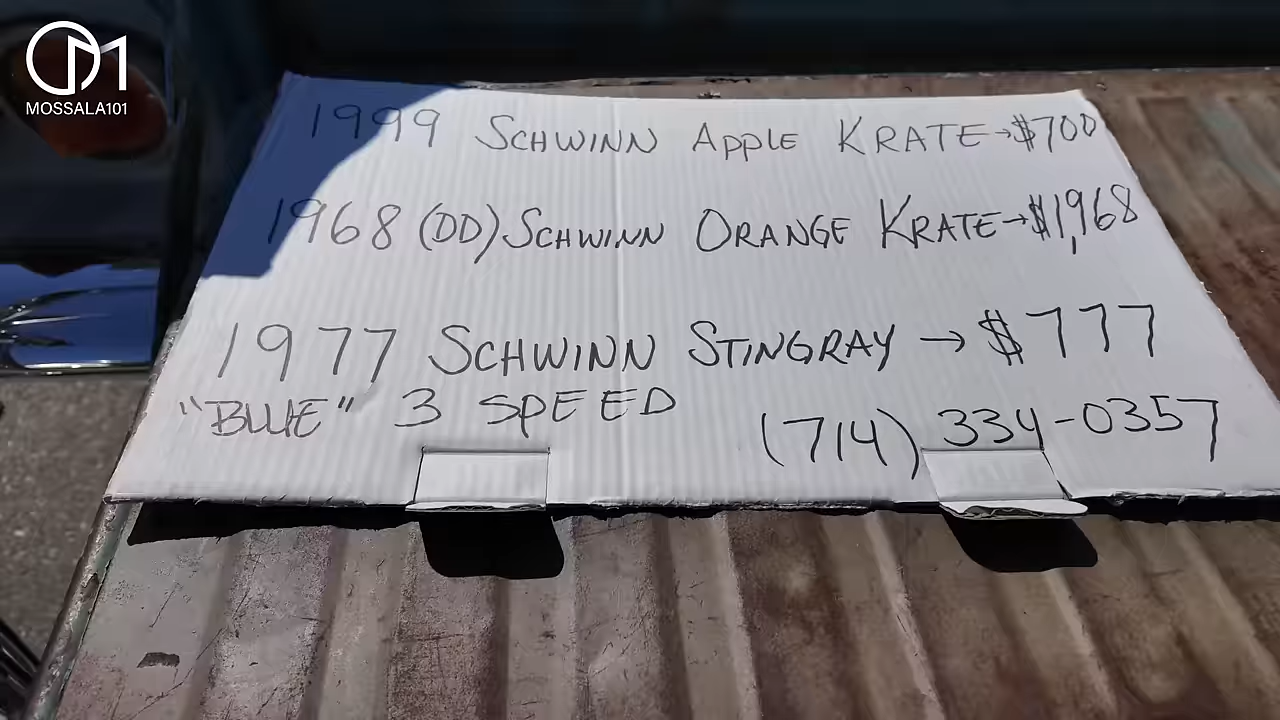 MOSSALA101
1999 SCHWINN APPLE KRATE→$700
1968 (DD) SCHWINN ORANGE KRATE→$1,968
1977 SCHWINN STINGRAY → $777
"BLUE" 3 SPEED
(714) 334-0357